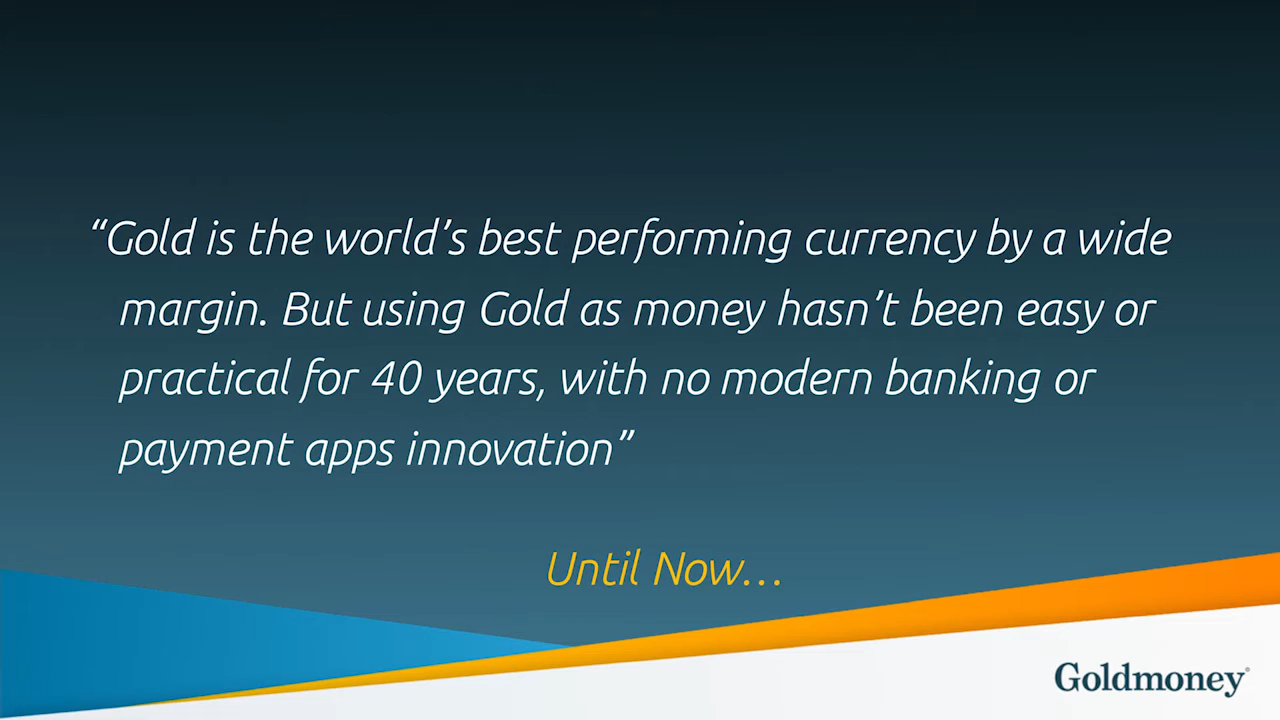 “Gold is the world’s best performing currency by a wide
margin. But using Gold as money hasn’t been easy or
practical for 40 years, with no modern banking or
payment apps innovation”
Until Now...
Goldmoney®